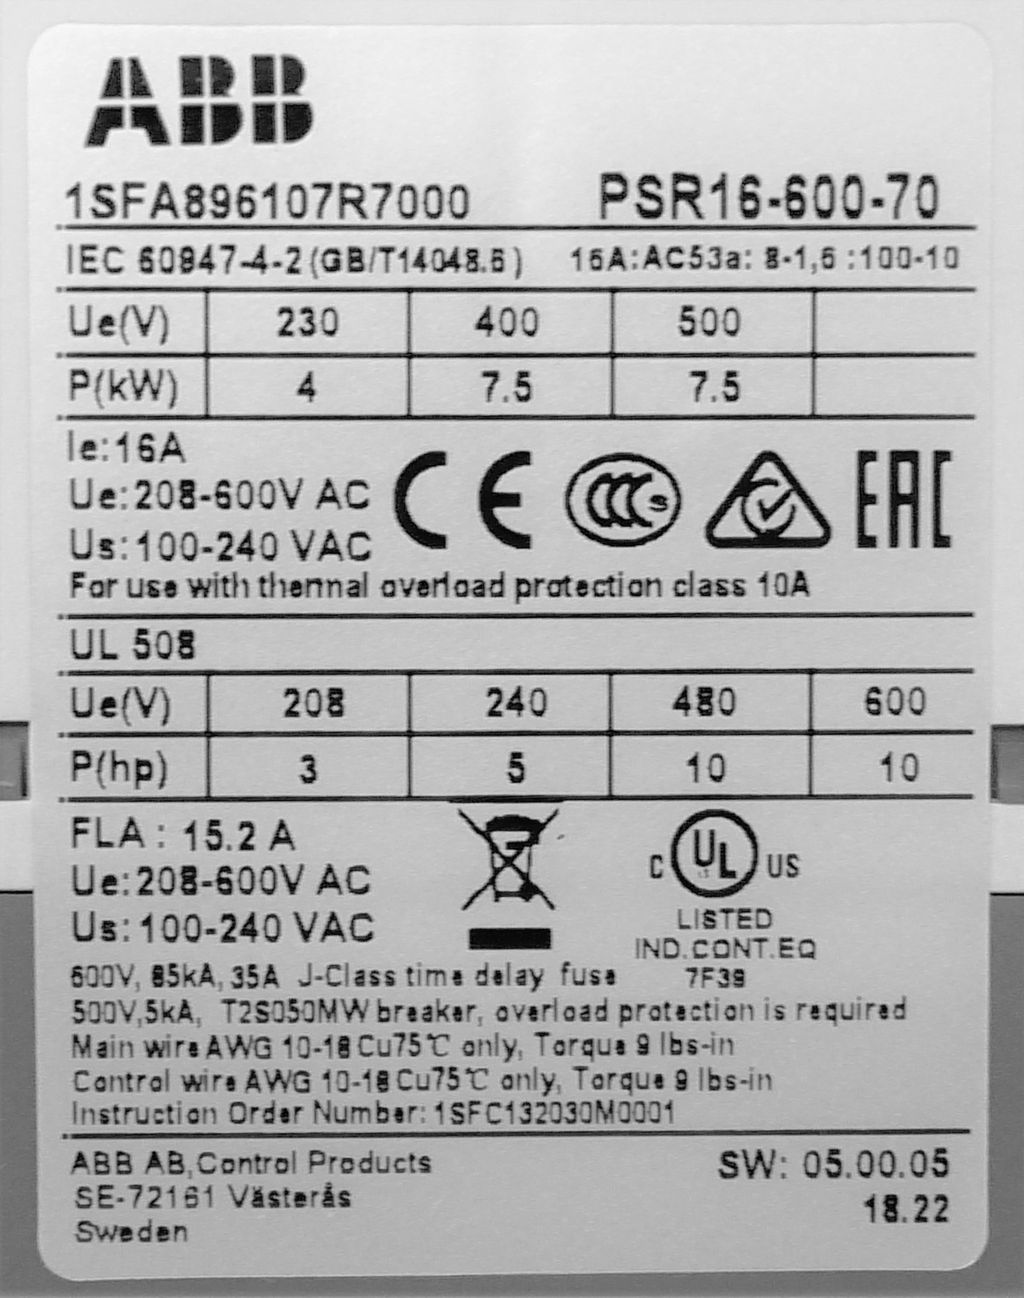 ABB
1SFA896107R7000 PSR16-600-70
IEC 60947-4-2 (GB/T14048.6) 16A:AC53a: 8-1,6 :100-10
Ue(V) 230 400 500
P(kW) 4 7.5 7.5
Ie:16A
Ue:208-600V AC
CE CCC S EAC
Us:100-240 VAC
For use with thermal overload protection class 10A
UL 508
Ue(V) 208 240 480 600
P(hp) 3 5 10 10
FLA : 15.2 A
Ue:208-600V AC
C UL US
Us:100-240 VAC
LISTED
IND.CONT.EQ
600V, 85kA, 35A J-Class time delay fuse 7F39
500V,5kA, T2S050MW breaker, overload protection is required
Main wire AWG 10-18 Cu75℃ only, Torque 9 lbs-in
Control wire AWG 10-18 Cu75℃ only, Torque 9 lbs-in
Instruction Order Number: 1SFC132030M0001
ABB AB,Control Products SW: 05.00.05
SE-72161 Västerås 18.22
Sweden